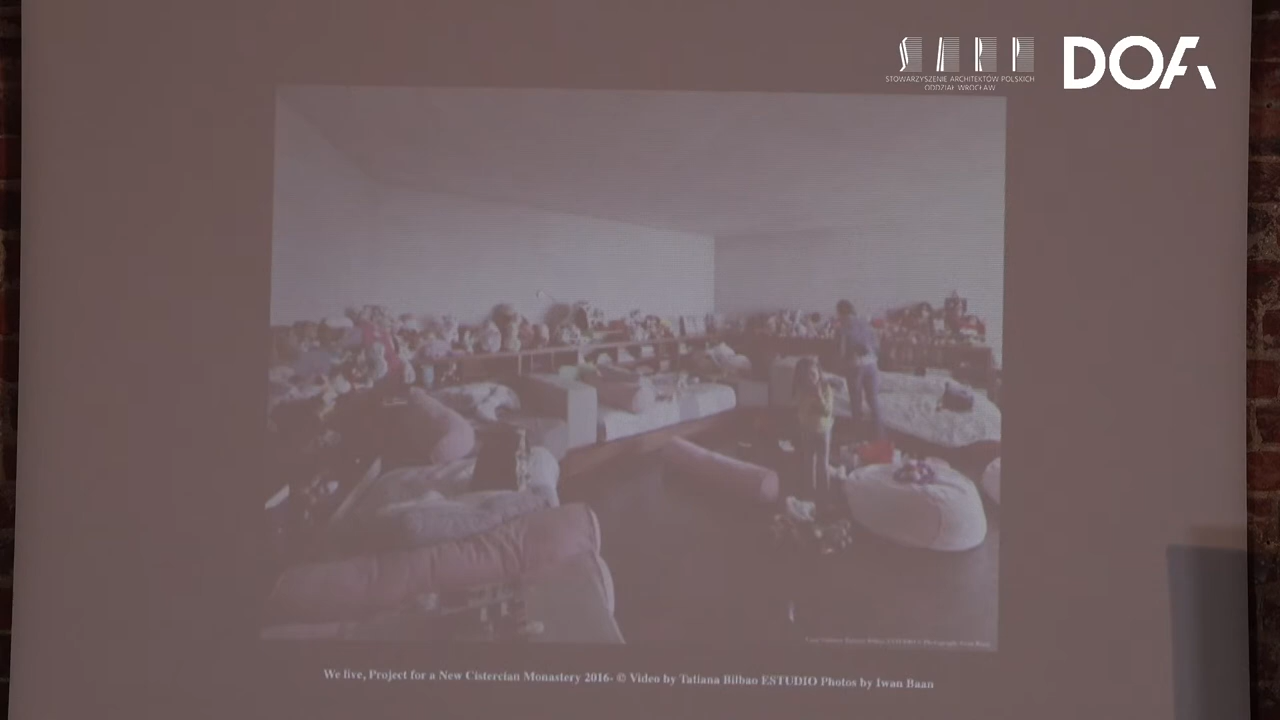 SARP
STOWARZYSZENIE ARCHITEKTÓW POLSKICH
ODDZIAŁ WROCŁAW
DOFA
We live, Project for a New Cistercian Monastery 2016- © Video by Tatiana Bilbao ESTUDIO Photos by Iwan Baan